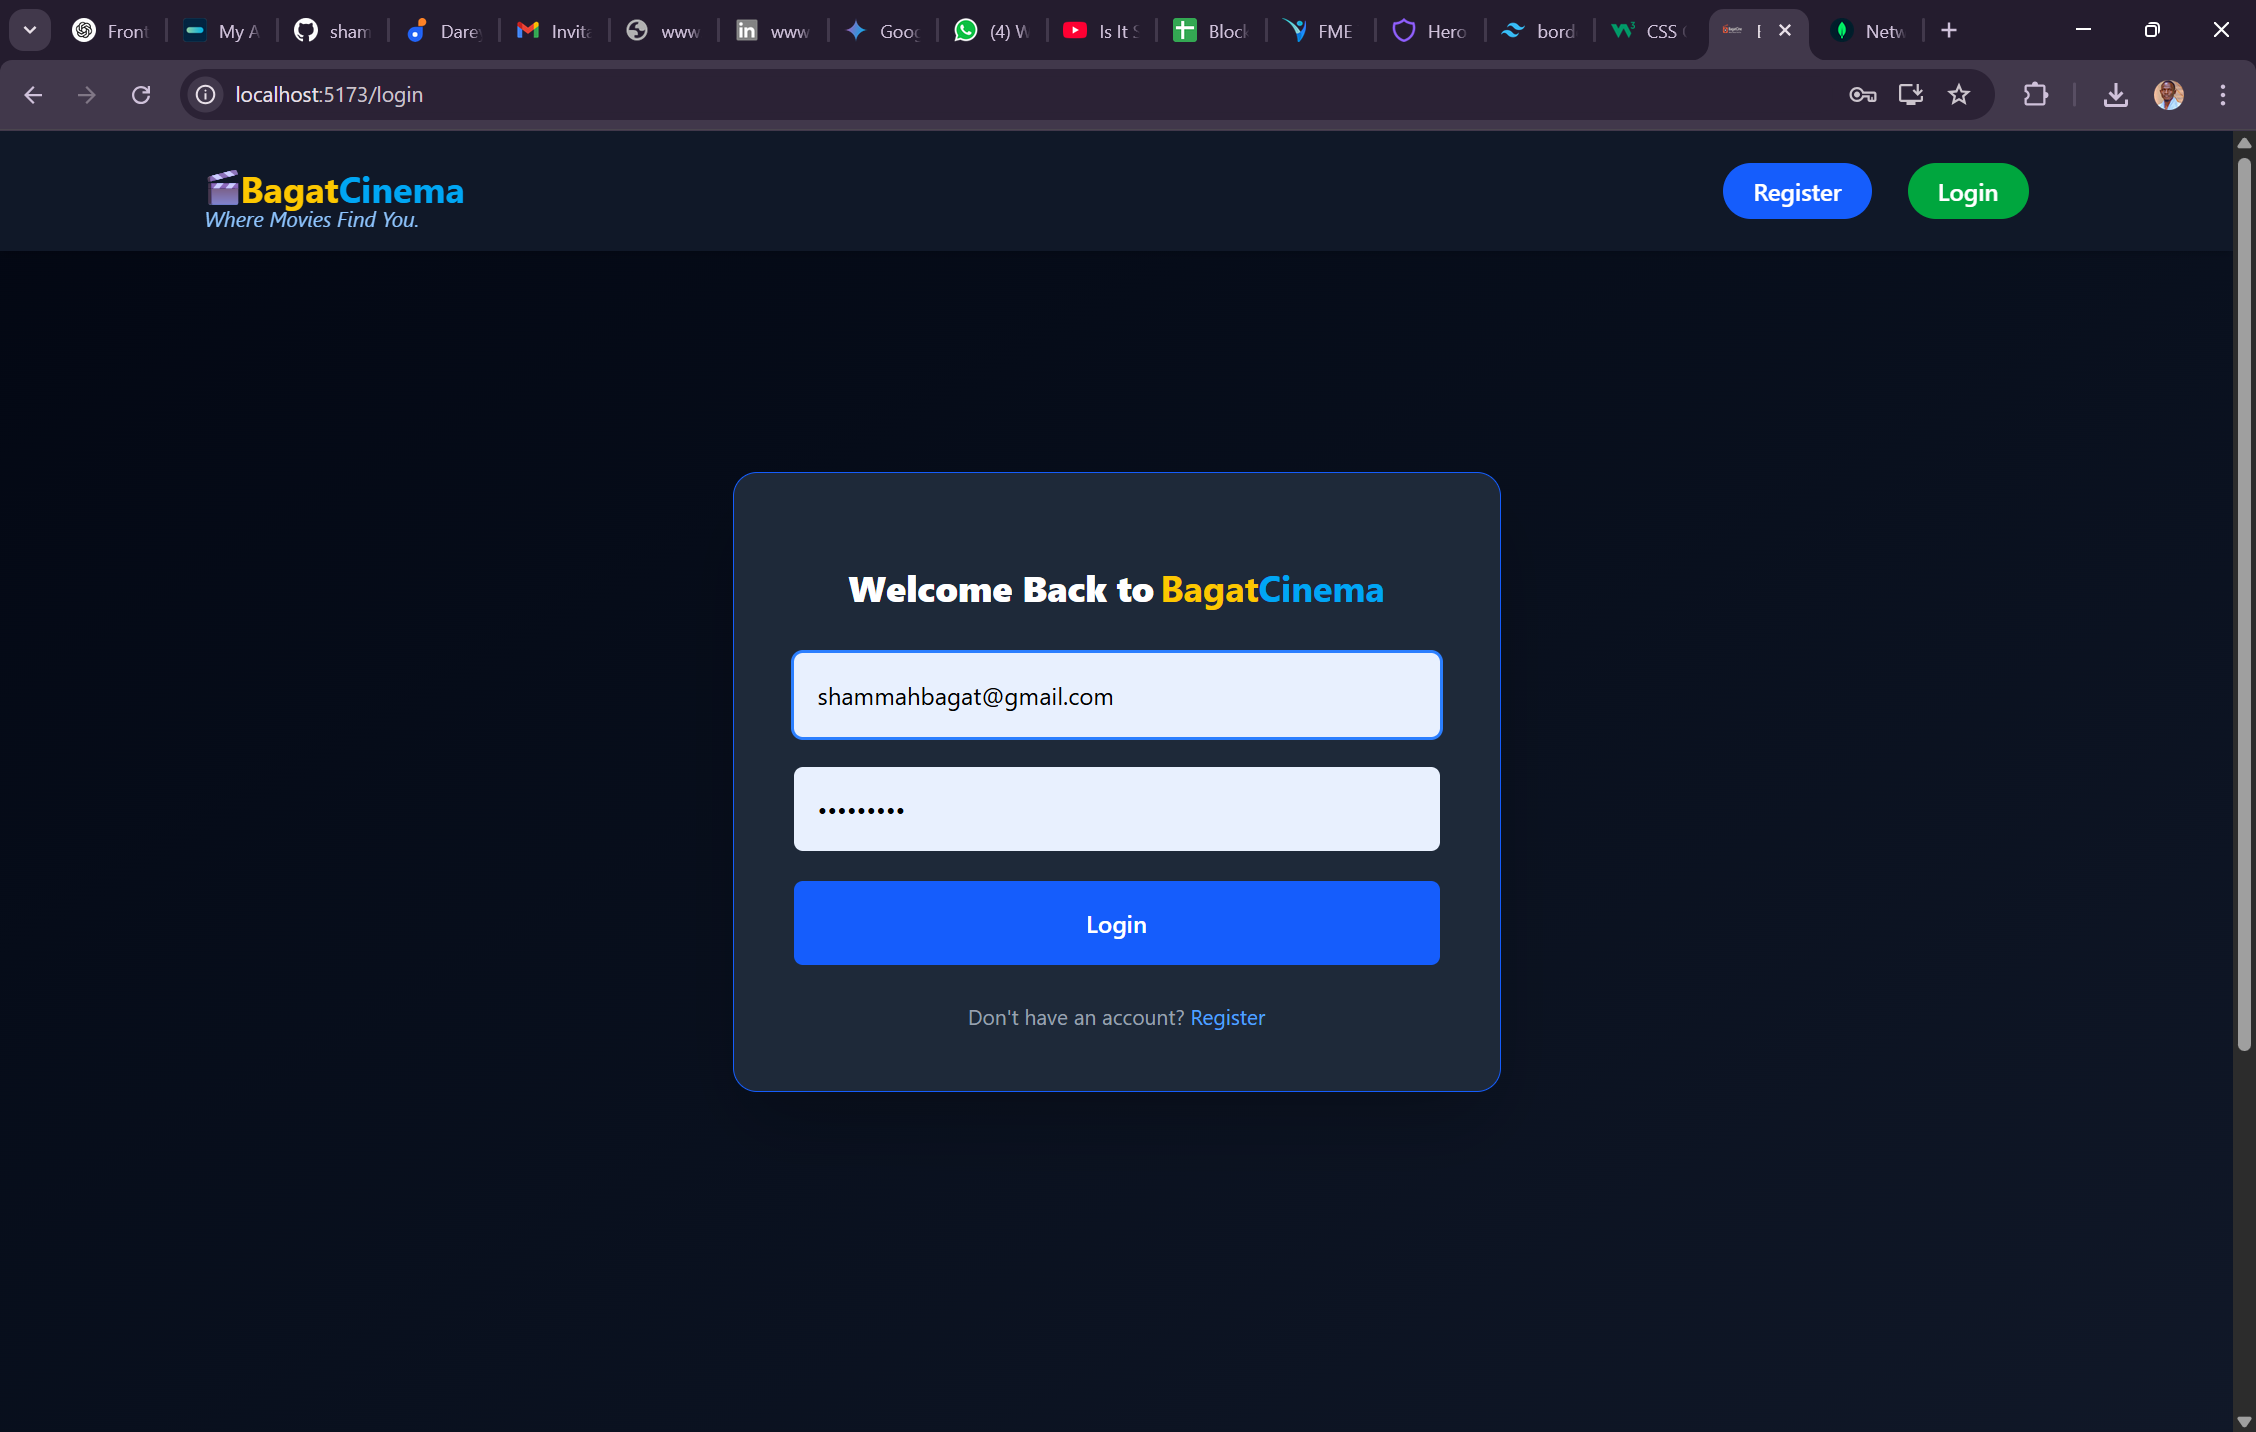 Front
My A
sham
Dare
Invita
www
www
Goog
(4) W
Is It S
Block
FME
Hero
bord
CSS
Netw
localhost:5173/login
BagatCinema
Where Movies Find You.
Register
Login
Welcome Back to BagatCinema
shammahbagat@gmail.com
•••••••••
Login
Don't have an account? Register